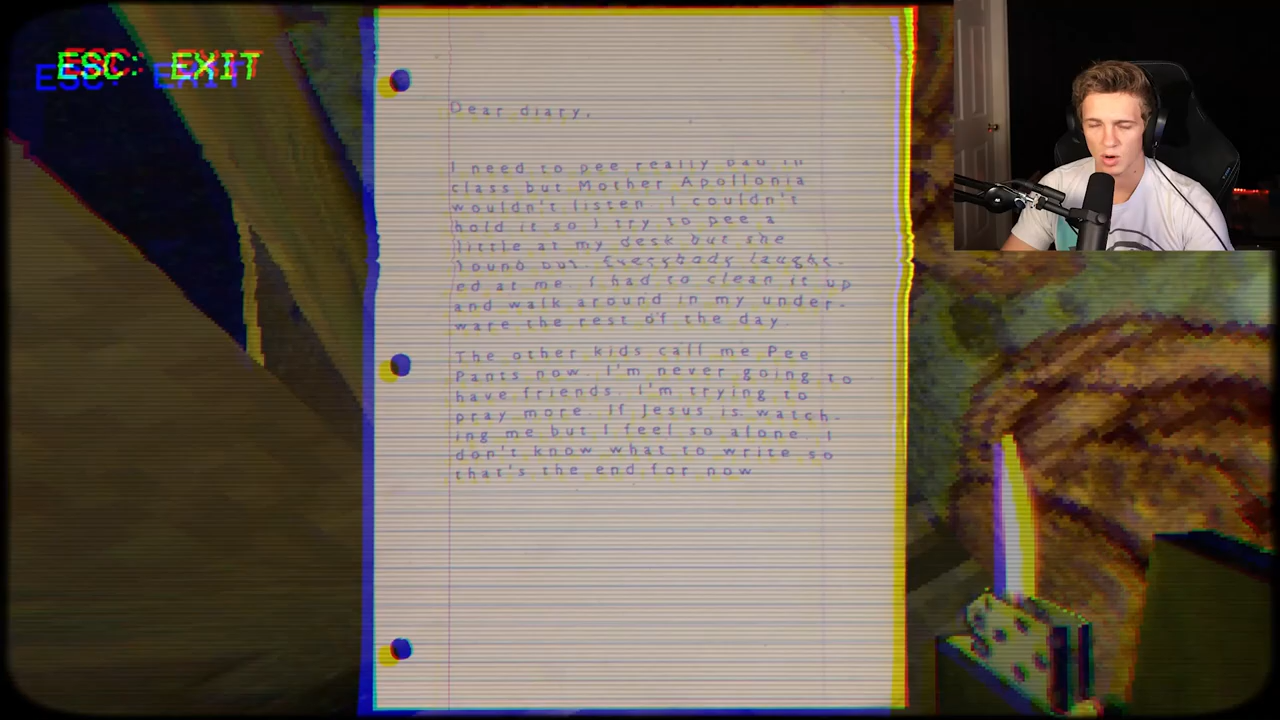 ESC: EXIT
Dear diary,
I need to pee really bad in
class but Mother Apollonia
wouldn't listen. I couldn't
hold it so I try to pee a
little at my desk but she
found out. Everybody laugh-
ed at me. I had to clean it up
and walk around in my under-
ware the rest of the day.
The other kids call me Pee
Pants now. I'm never going to
have friends. I'm trying to
pray more. If Jesus is watch-
ing me but I feel so alone. I
don't know what to write so
that's the end for now